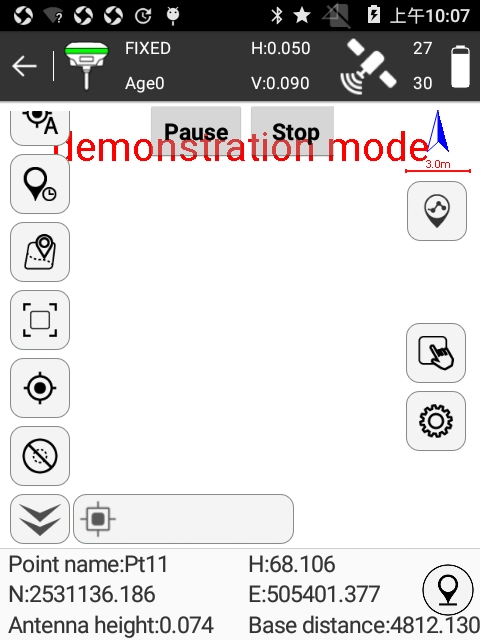 上午10:07
FIXED H:0.050 27
Age0 V:0.090 30
Pause Stop
demonstration mode
3.0m
A
Point name:Pt11 H:68.106
N:2531136.186 E:505401.377
Antenna height:0.074 Base distance:4812.130